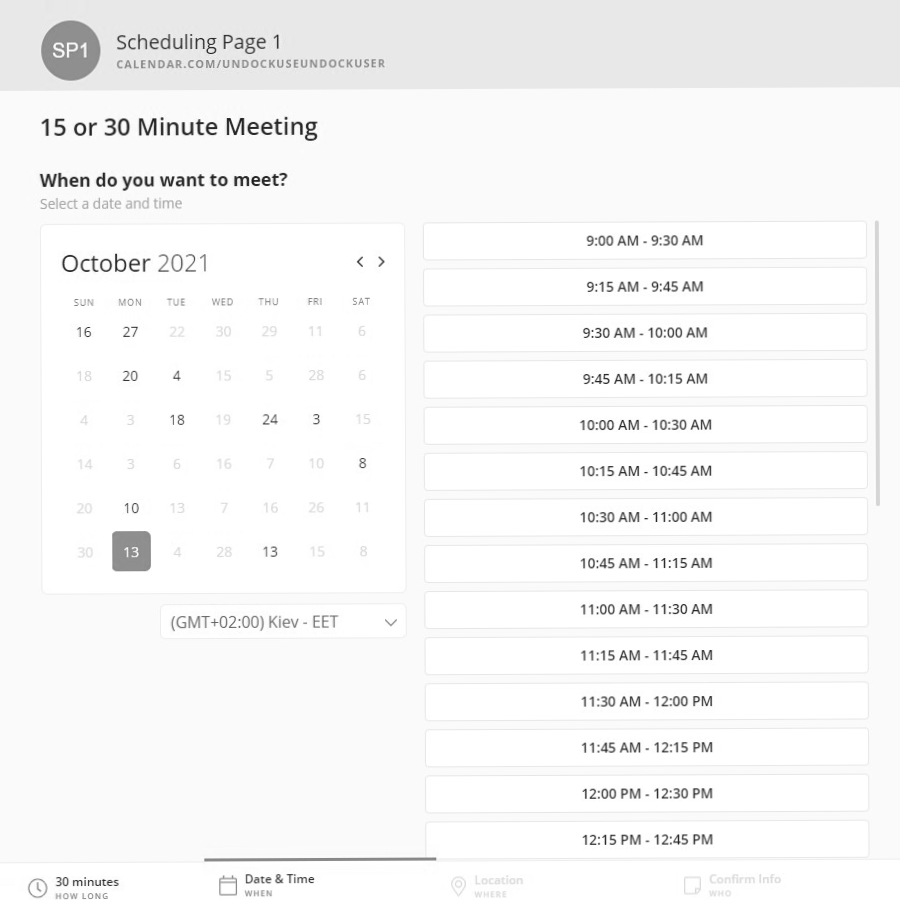 SP1
Scheduling Page 1
CALENDAR.COM/UNDOCKUSEUNDOCKUSER
15 or 30 Minute Meeting
When do you want to meet?
Select a date and time
October 2021
SUN MON TUE WED THU FRI SAT
16 27 22 30 29 11 6
18 20 4 15 5 28 6
4 3 18 19 24 3 15
14 3 6 16 7 10 8
20 10 13 7 16 26 11
30 13 4 28 13 15 8
(GMT+02:00) Kiev - EET
9:00 AM - 9:30 AM
9:15 AM - 9:45 AM
9:30 AM - 10:00 AM
9:45 AM - 10:15 AM
10:00 AM - 10:30 AM
10:15 AM - 10:45 AM
10:30 AM - 11:00 AM
10:45 AM - 11:15 AM
11:00 AM - 11:30 AM
11:15 AM - 11:45 AM
11:30 AM - 12:00 PM
11:45 AM - 12:15 PM
12:00 PM - 12:30 PM
12:15 PM - 12:45 PM
30 minutes
HOW LONG
Date & Time
WHEN
Location
WHERE
Confirm Info
WHO